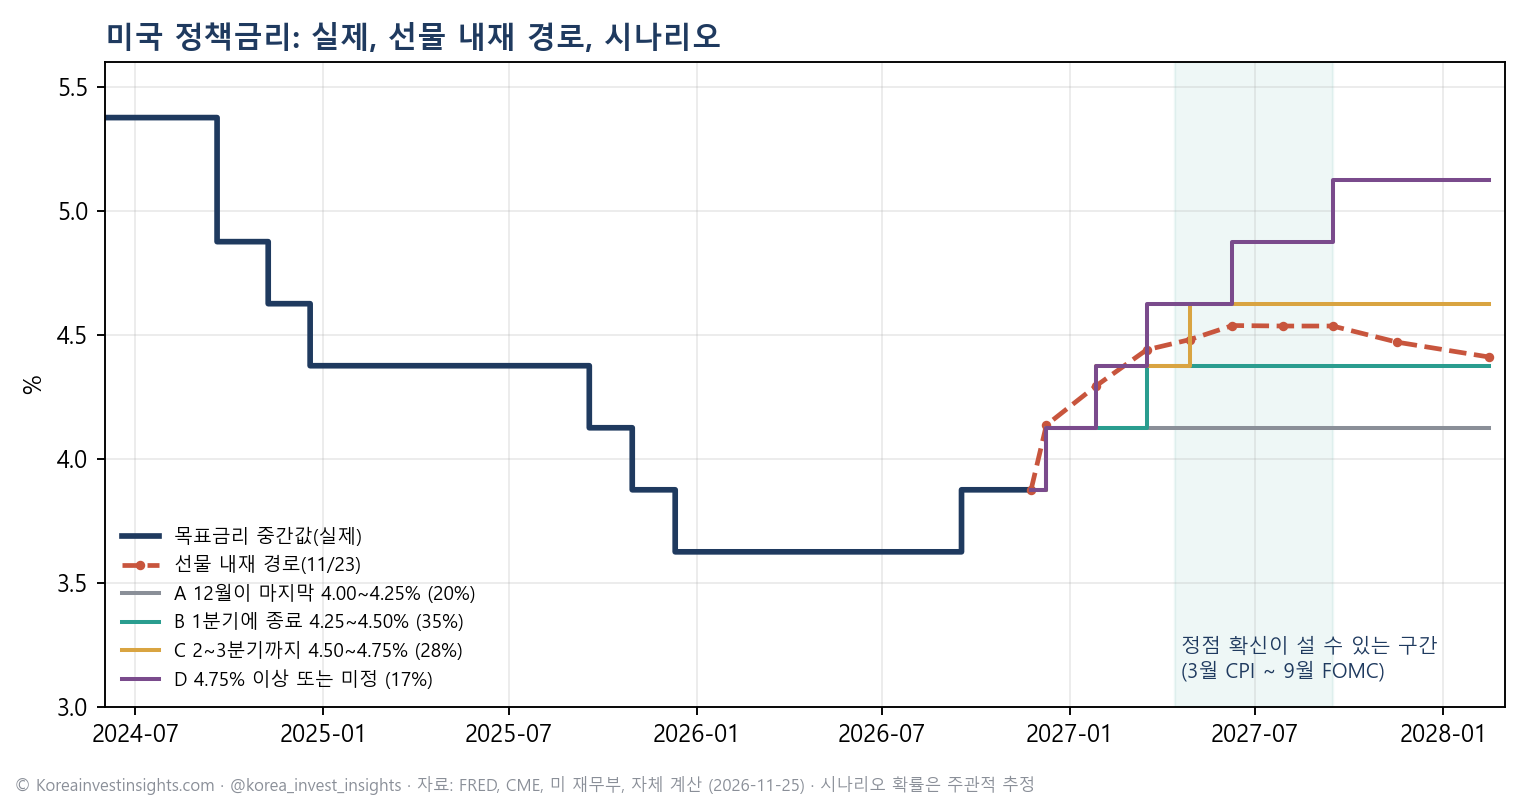 미국 정책금리: 실제, 선물 내재 경로, 시나리오
5.5
5.0
4.5
4.0
3.5
3.0
%
목표금리 중간값(실제)
선물 내재 경로(11/23)
A 12월이 마지막 4.00~4.25% (20%)
B 1분기에 종료 4.25~4.50% (35%)
C 2~3분기까지 4.50~4.75% (28%)
D 4.75% 이상 또는 미정 (17%)
정점 확신이 설 수 있는 구간
(3월 CPI ~ 9월 FOMC)
2024-07 2025-01 2025-07 2026-01 2026-07 2027-01 2027-07 2028-01
© Koreainvestinsights.com · @korea_invest_insights · 자료: FRED, CME, 미 재무부, 자체 계산 (2026-11-25) · 시나리오 확률은 주관적 추정